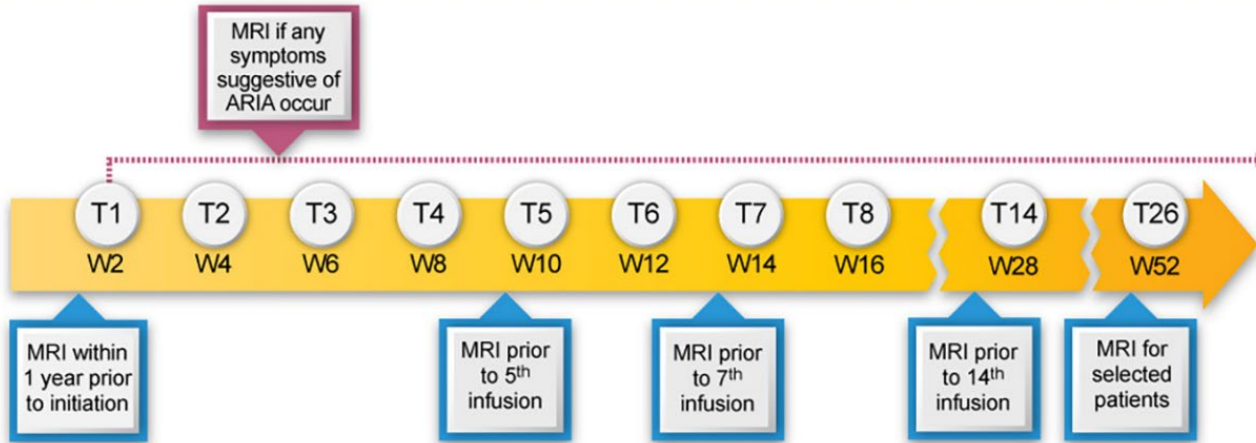 MRI if any
symptoms
suggestive of
ARIA occur
T1 T2 T3 T4 T5 T6 T7 T8 T14 T26
W2 W4 W6 W8 W10 W12 W14 W16 W28 W52
MRI within
1 year prior
to initiation
MRI prior
to 5th
infusion
MRI prior
to 7th
infusion
MRI prior
to 14th
infusion
MRI for
selected
patients